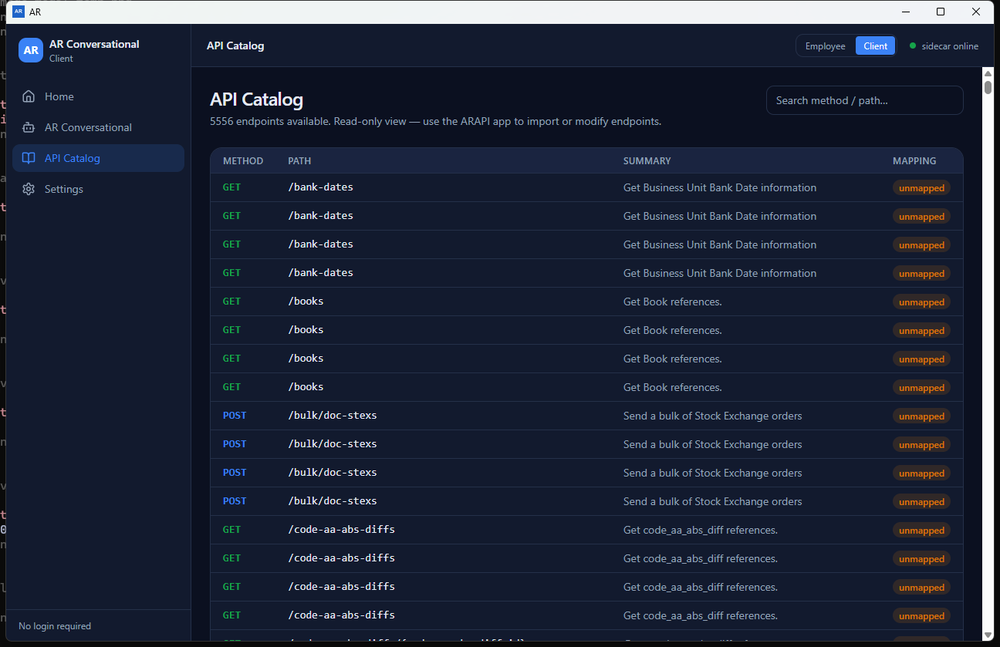 AR AR
AR AR Conversational
Client
Home
AR Conversational
API Catalog
Settings
No login required
API Catalog
Employee Client sidecar online
API Catalog
Search method / path...
5556 endpoints available. Read-only view — use the ARAPI app to import or modify endpoints.
METHOD PATH SUMMARY MAPPING
GET /bank-dates Get Business Unit Bank Date information unmapped
GET /bank-dates Get Business Unit Bank Date information unmapped
GET /bank-dates Get Business Unit Bank Date information unmapped
GET /bank-dates Get Business Unit Bank Date information unmapped
GET /books Get Book references. unmapped
GET /books Get Book references. unmapped
GET /books Get Book references. unmapped
GET /books Get Book references. unmapped
POST /bulk/doc-stexs Send a bulk of Stock Exchange orders unmapped
POST /bulk/doc-stexs Send a bulk of Stock Exchange orders unmapped
POST /bulk/doc-stexs Send a bulk of Stock Exchange orders unmapped
POST /bulk/doc-stexs Send a bulk of Stock Exchange orders unmapped
GET /code-aa-abs-diffs Get code_aa_abs_diff references. unmapped
GET /code-aa-abs-diffs Get code_aa_abs_diff references. unmapped
GET /code-aa-abs-diffs Get code_aa_abs_diff references. unmapped
GET /code-aa-abs-diffs Get code_aa_abs_diff references. unmapped